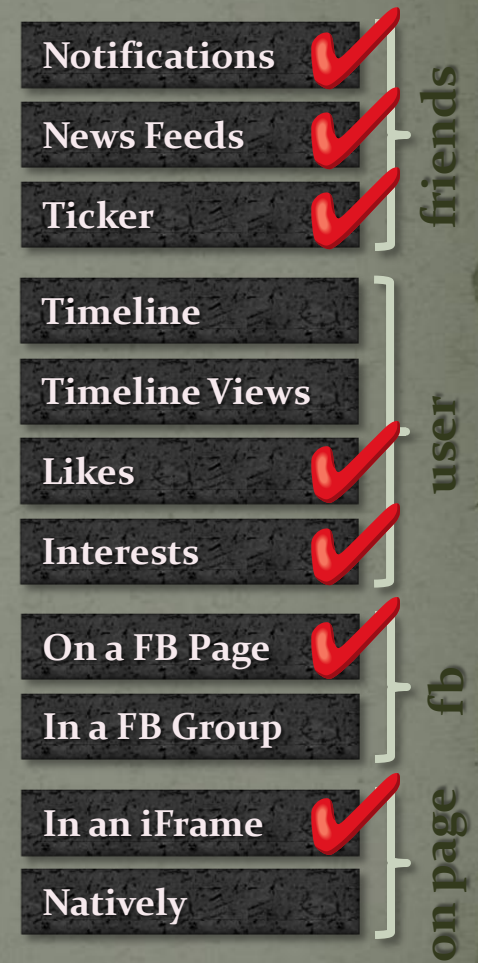 Notifications
News Feeds
Ticker
friends
Timeline
Timeline Views
Likes
Interests
user
On a FB Page
In a FB Group
fb
In an iFrame
Natively
on page